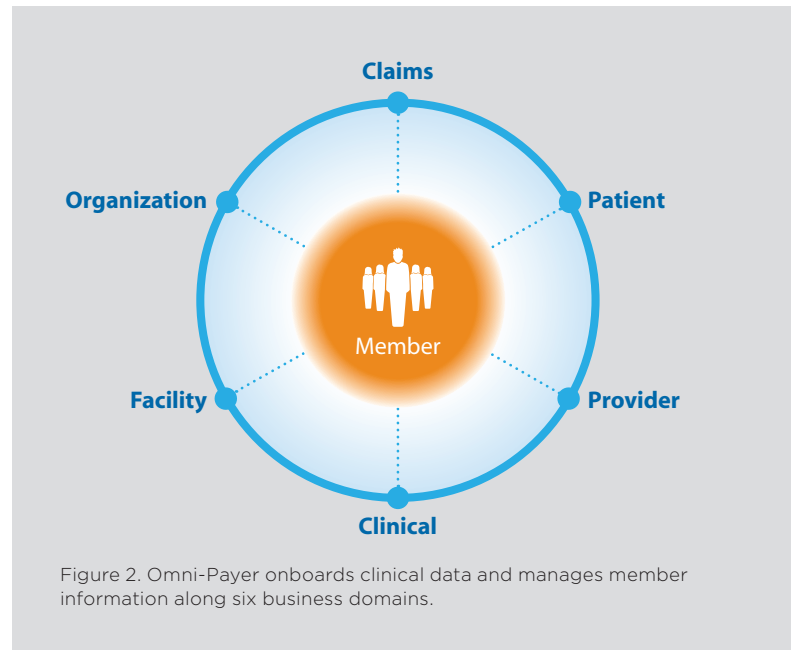 Claims
Organization
Patient
Member
Facility
Provider
Clinical
Figure 2. Omni-Payer onboards clinical data and manages member
information along six business domains.